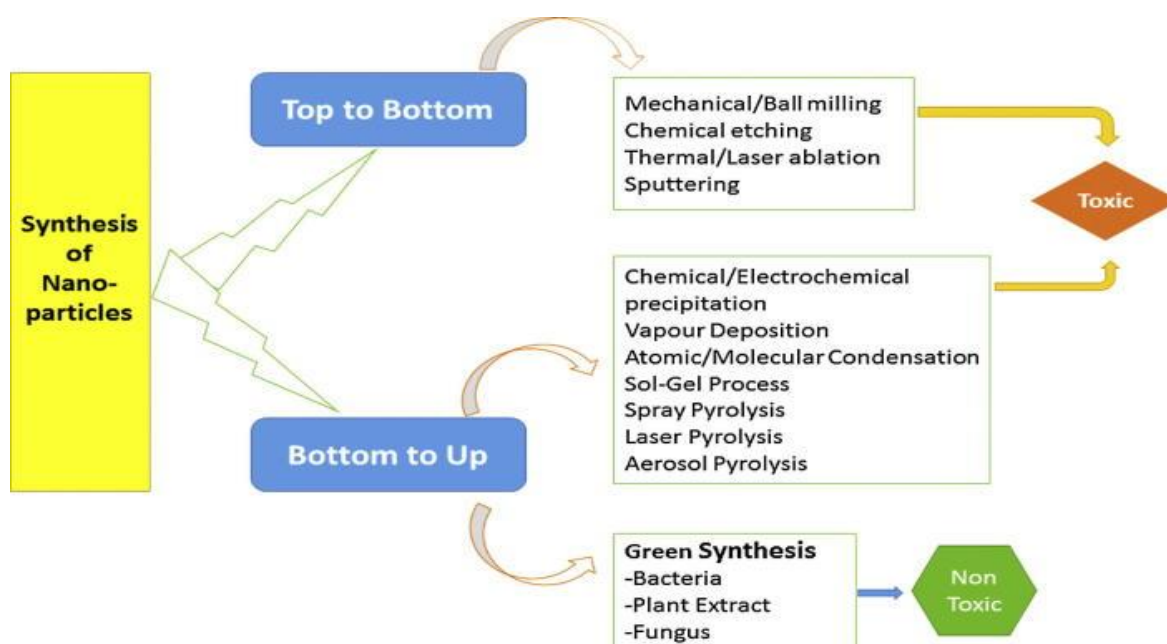 Synthesis
of
Nano-
particles
Top to Bottom
Mechanical/Ball milling
Chemical etching
Thermal/Laser ablation
Sputtering
Toxic
Chemical/Electrochemical
precipitation
Vapour Deposition
Atomic/Molecular Condensation
Sol-Gel Process
Spray Pyrolysis
Laser Pyrolysis
Aerosol Pyrolysis
Bottom to Up
Green Synthesis
-Bacteria
-Plant Extract
-Fungus
Non
Toxic